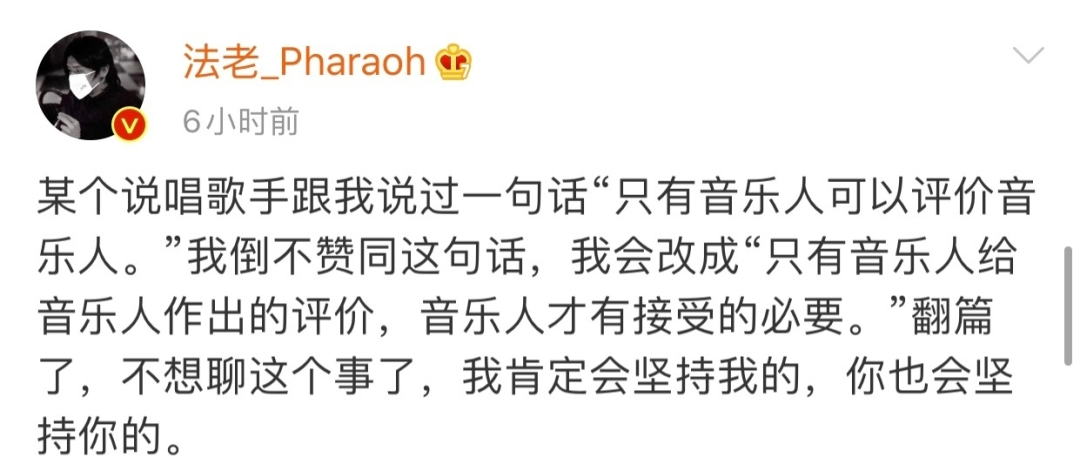 法老_Pharaoh
6小时前
某个说唱歌手跟我说过一句话“只有音乐人可以评价音
乐人。”我倒不赞同这句话，我会改成“只有音乐人给
音乐人作出的评价，音乐人才有接受的必要。”翻篇
了，不想聊这个事了，我肯定会坚持我的，你也会坚
持你的。